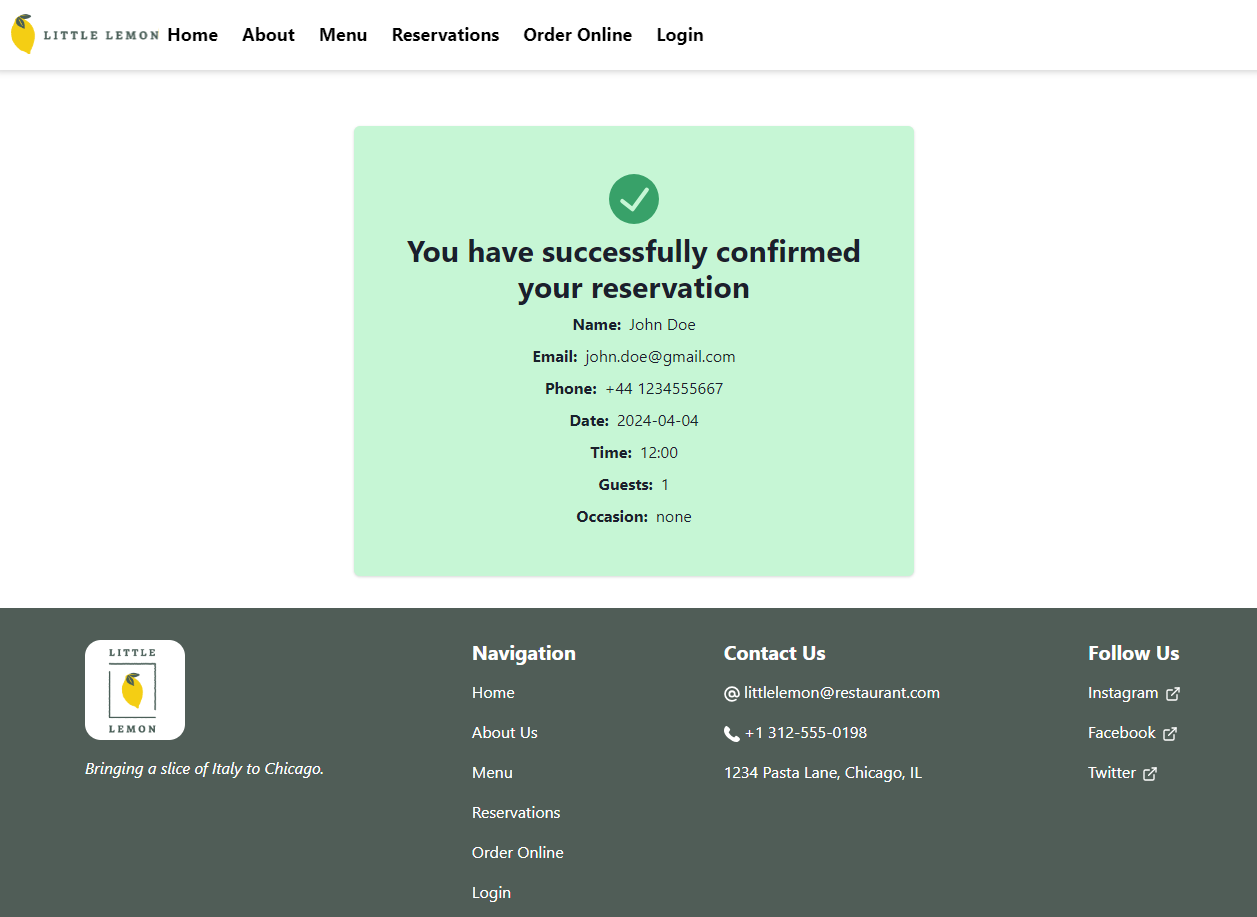 LITTLE LEMON Home About Menu Reservations Order Online Login
You have successfully confirmed
your reservation
Name: John Doe
Email: john.doe@gmail.com
Phone: +44 1234555667
Date: 2024-04-04
Time: 12:00
Guests: 1
Occasion: none
LITTLE
LEMON
Bringing a slice of Italy to Chicago.
Navigation
Home
About Us
Menu
Reservations
Order Online
Login
Contact Us
littlelemon@restaurant.com
+1 312-555-0198
1234 Pasta Lane, Chicago, IL
Follow Us
Instagram
Facebook
Twitter